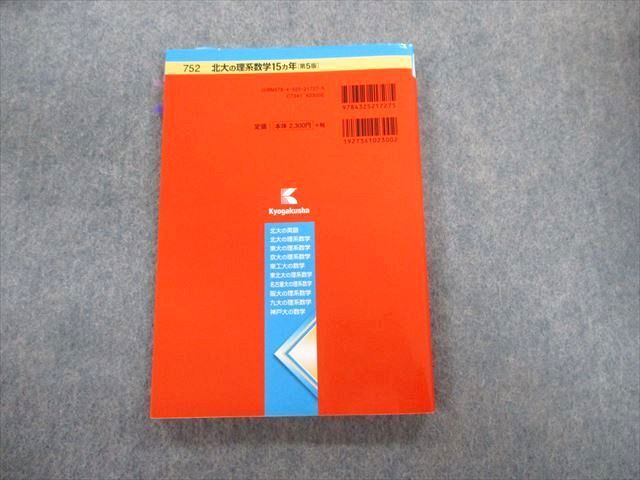 752 北大の理系数学15カ年[第5版]
ISBN978-4-325-21727-5
C7341 ¥2300E
定価 本体 2,300円 +税
9784325217275
1927341023002
Kyogakusha
北大の英語
北大の理系数学
東大の理系数学
京大の理系数学
東工大の数学
東北大の理系数学
名古屋大の理系数学
阪大の理系数学
九大の理系数学
神戸大の数学